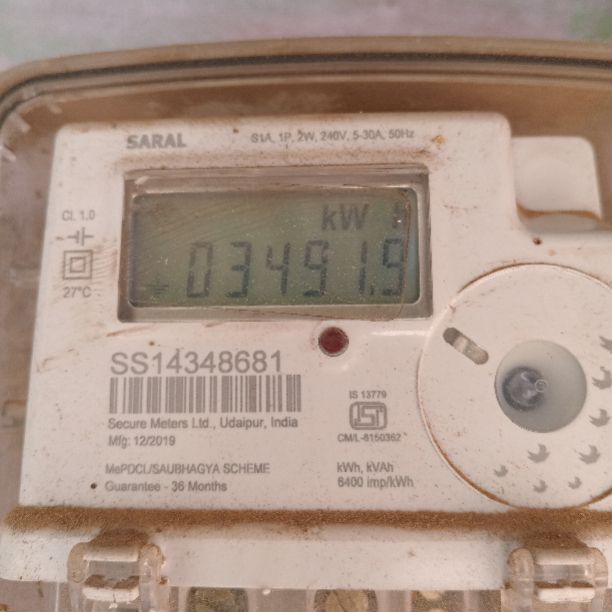 SARAL
S1A, 1P, 2W, 240V, 5-30A, 50Hz
Cl. 1.0
kW h
03491.9
27°C
SS14348681
Secure Meters Ltd., Udaipur, India
Mfg: 12/2019
IS 13779
ISI
CM/L-8150362
MePDCL/SAUBHAGYA SCHEME
Guarantee - 36 Months
kWh, kVAh
6400 imp/kWh